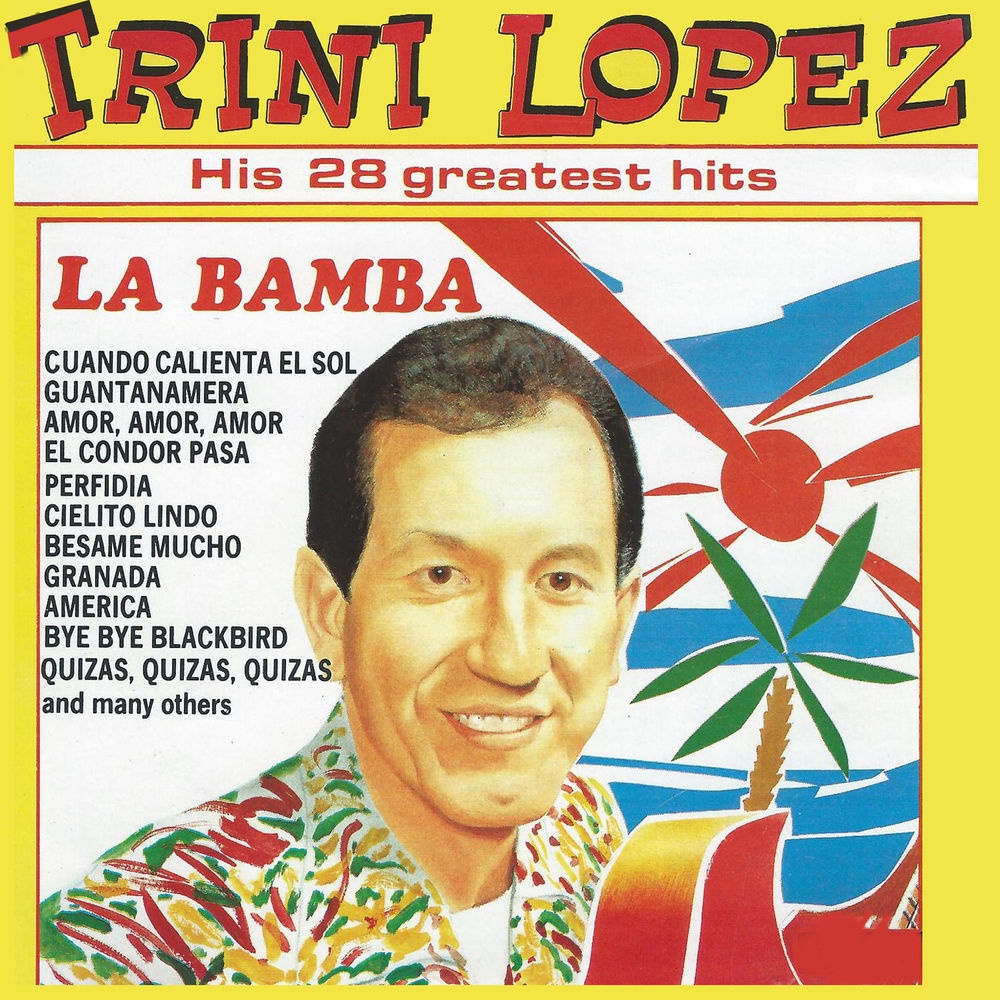 TRINI LOPEZ
His 28 greatest hits
LA BAMBA
CUANDO CALIENTA EL SOL
GUANTANAMERA
AMOR, AMOR, AMOR
EL CONDOR PASA
PERFIDIA
CIELITO LINDO
BESAME MUCHO
GRANADA
AMERICA
BYE BYE BLACKBIRD
QUIZAS, QUIZAS, QUIZAS
and many others